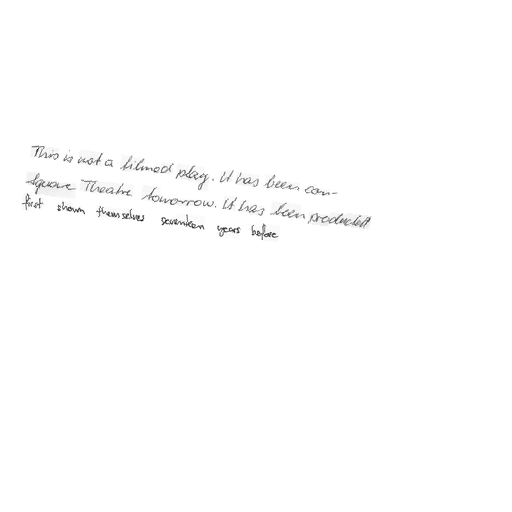 This is not a filmed play. It has been con-
Square Theatre tomorrow. It has been produced
first shown themselves seventeen years before